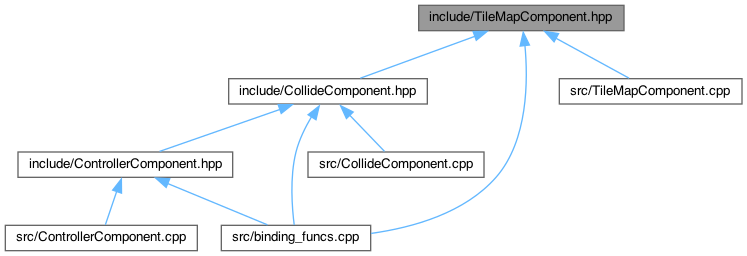 include/TileMapComponent.hpp
include/CollideComponent.hpp
src/TileMapComponent.cpp
include/ControllerComponent.hpp
src/CollideComponent.cpp
src/ControllerComponent.cpp
src/binding_funcs.cpp